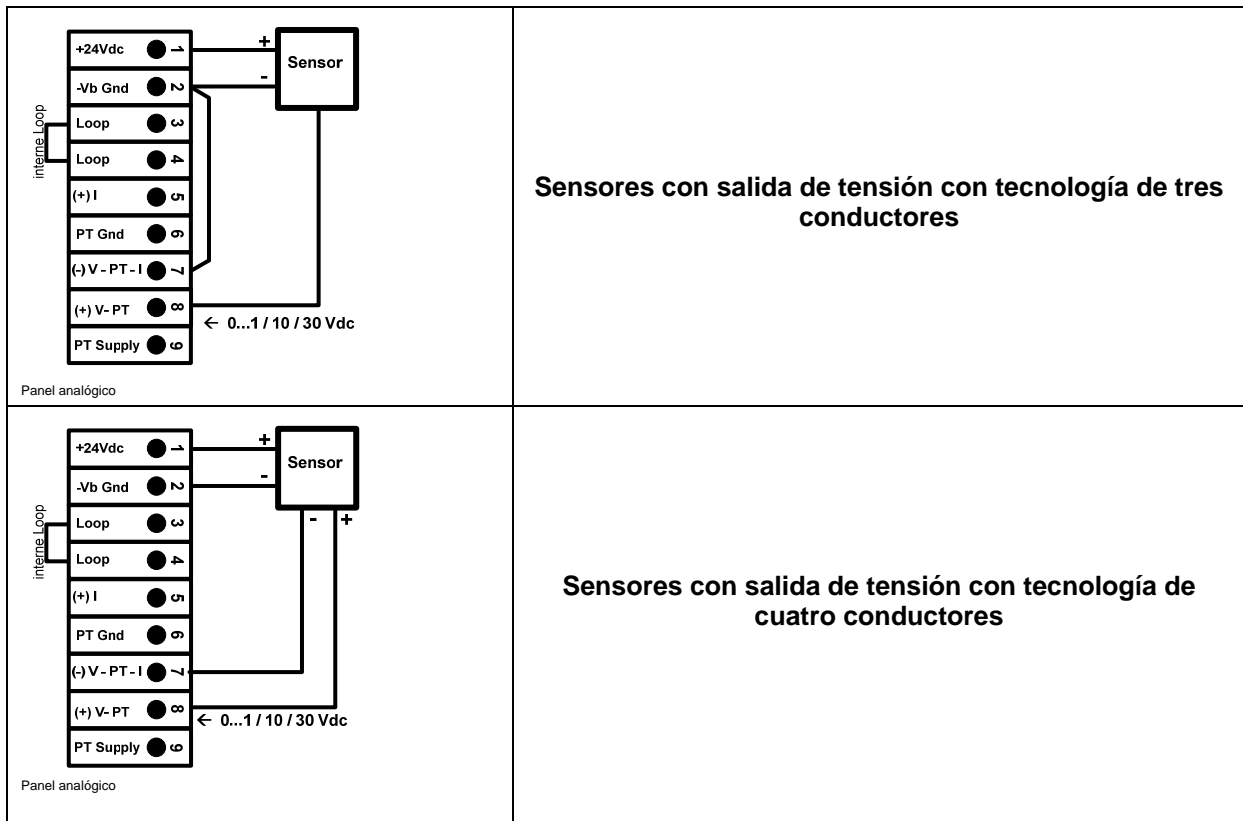 +24Vdc 1
-Vb Gnd 2
Loop 3
Loop 4
(+) I 5
PT Gnd 6
(-) V - PT - I 7
(+) V- PT 8
PT Supply 9
interne Loop
+
-
Sensor
← 0...1 / 10 / 30 Vdc
Panel analógico
Sensores con salida de tensión con tecnología de tres
conductores
+24Vdc 1
-Vb Gnd 2
Loop 3
Loop 4
(+) I 5
PT Gnd 6
(-) V - PT - I 7
(+) V- PT 8
PT Supply 9
interne Loop
+
-
Sensor
- +
← 0...1 / 10 / 30 Vdc
Panel analógico
Sensores con salida de tensión con tecnología de
cuatro conductores